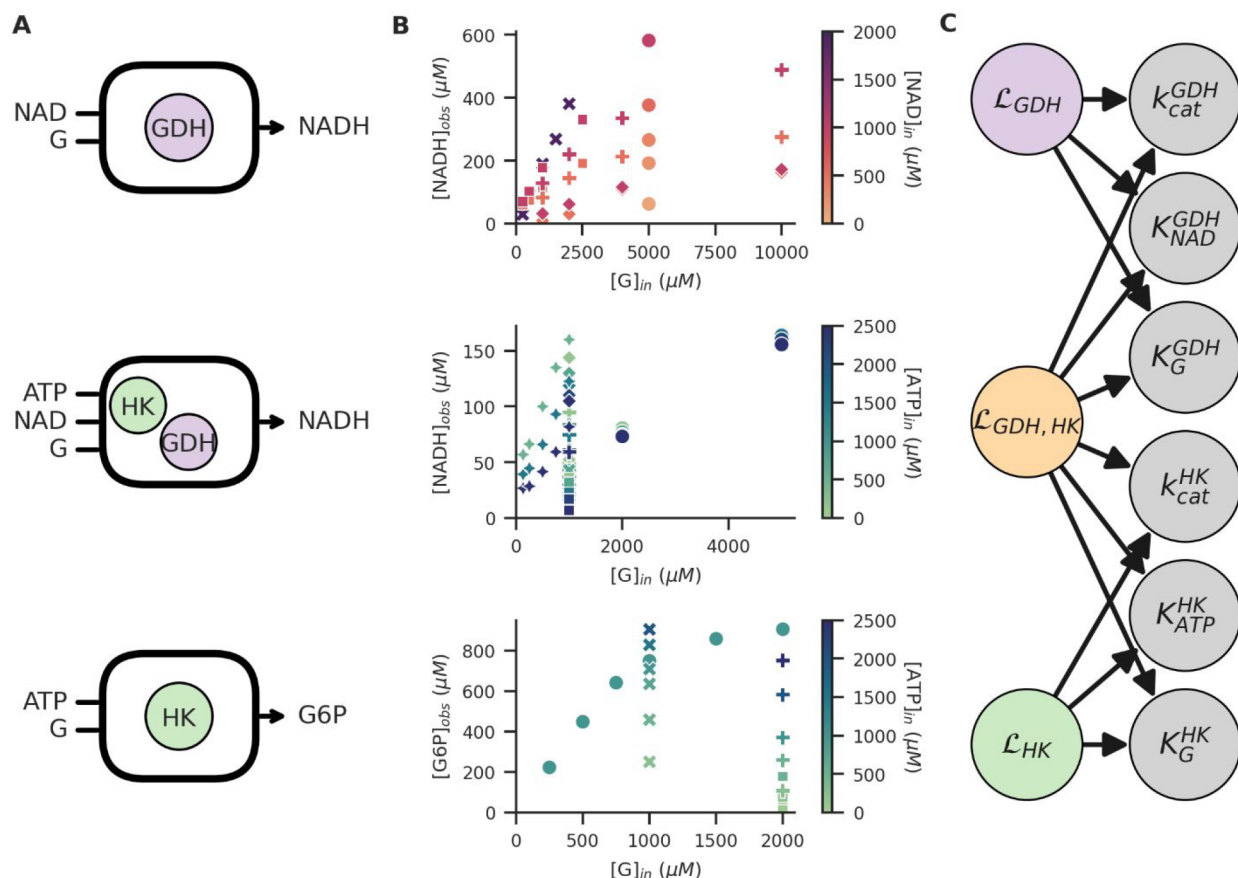 A
NAD
G
GDH
NADH
ATP
NAD
G
HK
GDH
NADH
ATP
G
HK
G6P
B
600
400
200
0
[NADH]obs (μM)
0 2500 5000 7500 10000
[G]in (μM)
2000
1500
1000
500
0
[NAD]in (μM)
150
100
50
0
[NADH]obs (μM)
0 2000 4000
[G]in (μM)
2500
2000
1500
1000
500
0
[ATP]in (μM)
800
600
400
200
0
[G6P]obs (μM)
500 1000 1500 2000
[G]in (μM)
2500
2000
1500
1000
500
0
[ATP]in (μM)
C
ℒGDH
ℒGDH, HK
ℒHK
kcatGDH
KNADGDH
KGGDH
kcatHK
KATPHK
KGHK